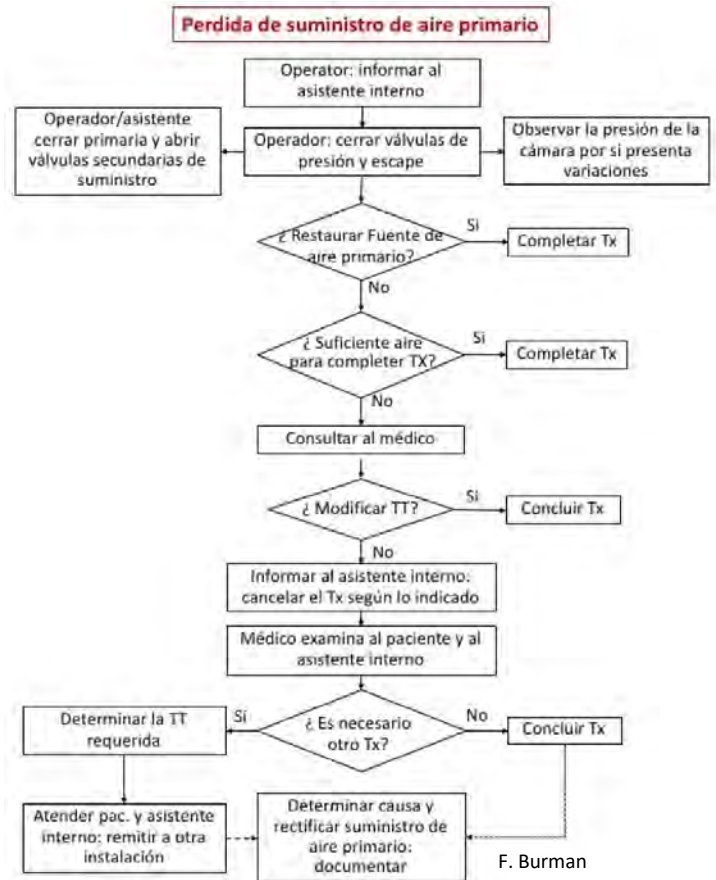 Perdida de suministro de aire primario
Operator: informar al
asistente interno
Operador/asistente
cerrar primaria y abrir
válvulas secundarias de
suministro
Operador: cerrar válvulas de
presión y escape
Observar la presión de la
cámara por si presenta
variaciones
¿ Restaurar Fuente de
aire primario?
Si
Completar Tx
No
¿ Suficiente aire
para completer TX?
Si
Completar Tx
No
Consultar al médico
¿ Modificar TT?
Si
Concluir Tx
No
Informar al asistente interno:
cancelar el Tx según lo indicado
Médico examina al paciente y al
asistente interno
Determinar la TT
requerida
Si
¿ Es necesario
otro Tx?
No
Concluir Tx
Atender pac. y asistente
interno: remitir a otra
instalación
Determinar causa y
rectificar suministro de
aire primario:
documentar
F. Burman